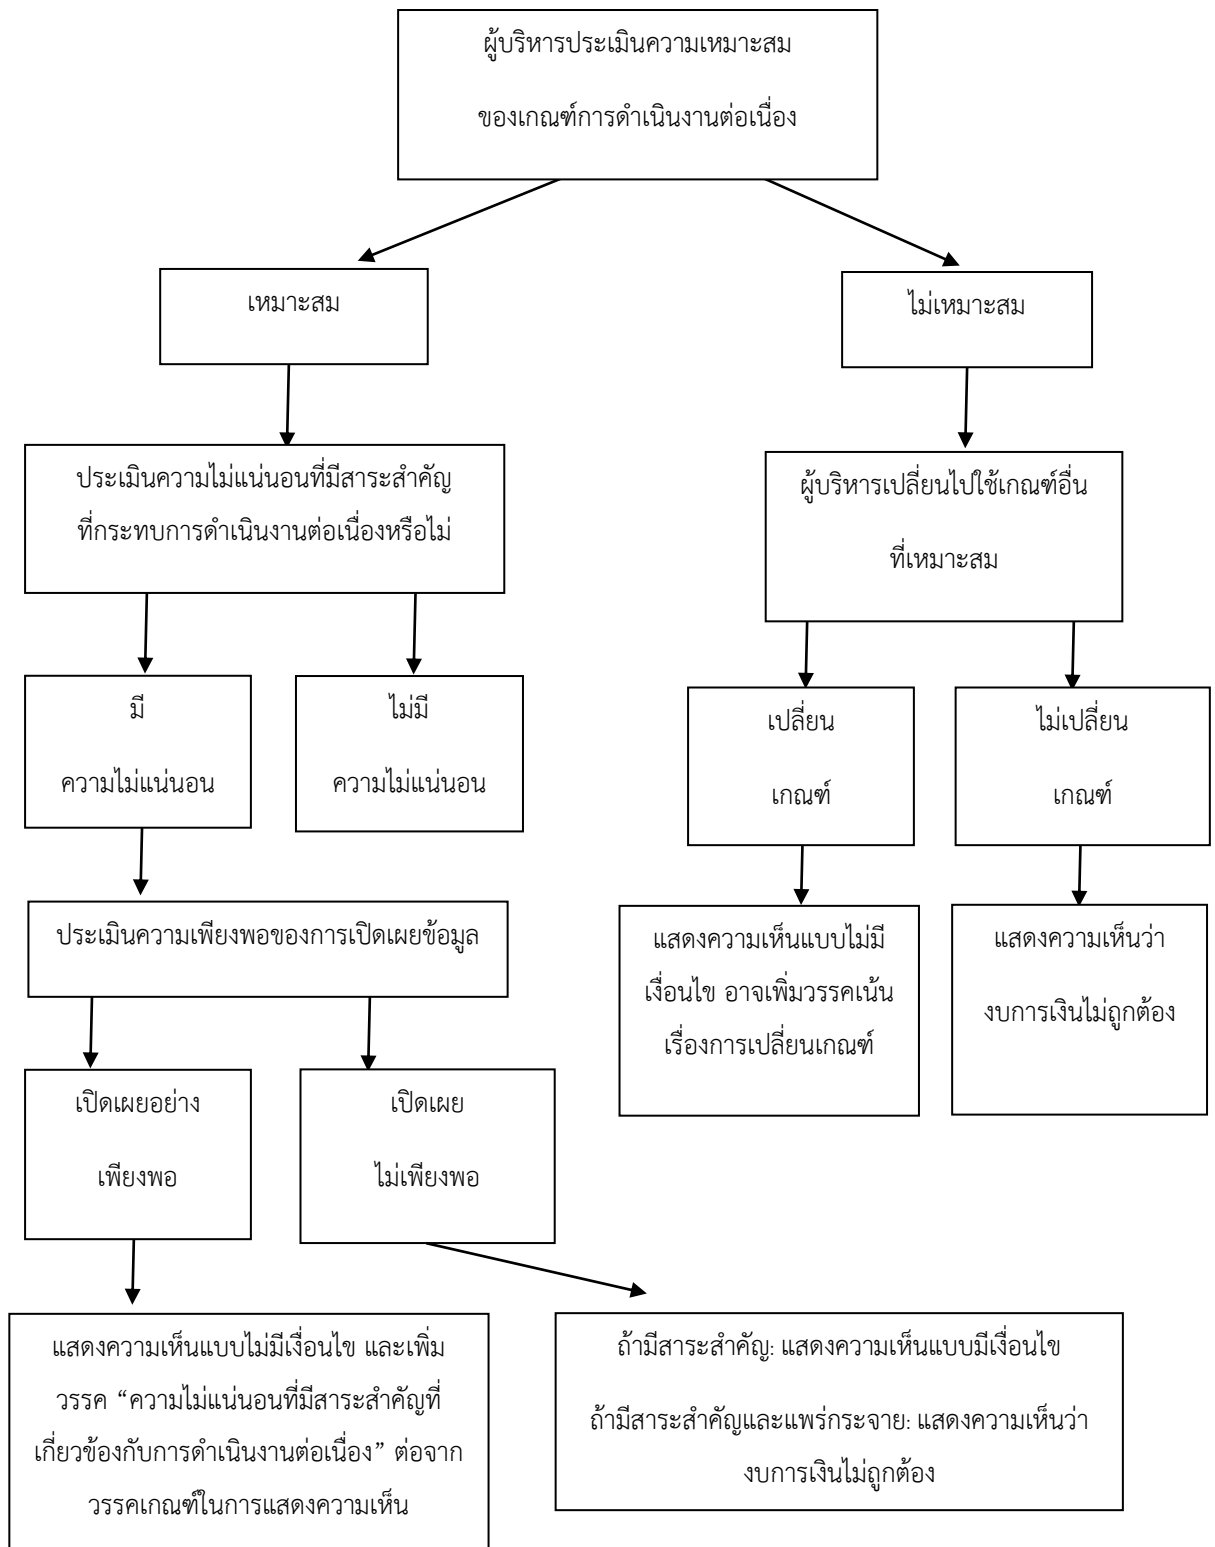 ผู้บริหารประเมินความเหมาะสม
ของเกณฑ์การดำเนินงานต่อเนื่อง
เหมาะสม
ไม่เหมาะสม
ประเมินความไม่แน่นอนที่มีสาระสำคัญ
ที่กระทบการดำเนินงานต่อเนื่องหรือไม่
ผู้บริหารเปลี่ยนไปใช้เกณฑ์อื่น
ที่เหมาะสม
มี
ความไม่แน่นอน
ไม่มี
ความไม่แน่นอน
เปลี่ยน
เกณฑ์
ไม่เปลี่ยน
เกณฑ์
ประเมินความเพียงพอของการเปิดเผยข้อมูล
แสดงความเห็นแบบไม่มี
เงื่อนไข อาจเพิ่มวรรคเน้น
เรื่องการเปลี่ยนเกณฑ์
แสดงความเห็นว่า
งบการเงินไม่ถูกต้อง
เปิดเผยอย่าง
เพียงพอ
เปิดเผย
ไม่เพียงพอ
แสดงความเห็นแบบไม่มีเงื่อนไข และเพิ่ม
วรรค “ความไม่แน่นอนที่มีสาระสำคัญที่
เกี่ยวข้องกับการดำเนินงานต่อเนื่อง” ต่อจาก
วรรคเกณฑ์ในการแสดงความเห็น
ถ้ามีสาระสำคัญ: แสดงความเห็นแบบมีเงื่อนไข
ถ้ามีสาระสำคัญและแพร่กระจาย: แสดงความเห็นว่า
งบการเงินไม่ถูกต้อง